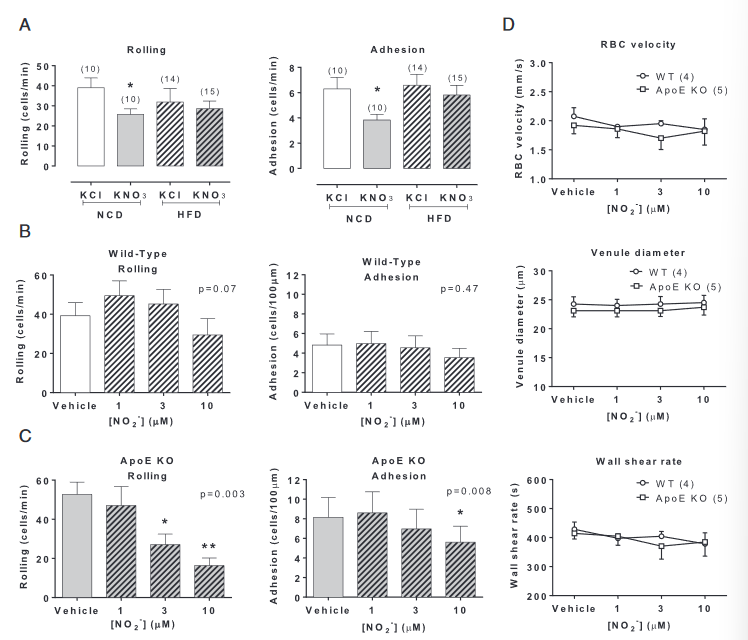 A
Rolling
Rolling (cells/min)
50
40
30
20
10
0
(10)
*
(10)
(14)
(15)
KCl KNO3 KCl KNO3
NCD HFD
Adhesion
Adhesion (cells/min)
8
6
4
2
0
(10)
*
(10)
(14)
(15)
KCl KNO3 KCl KNO3
NCD HFD
B
Wild-Type
Rolling
p=0.07
Rolling (cells/min)
60
40
20
0
Vehicle 1 3 10
[NO2-] (µM)
Wild-Type
Adhesion
p=0.47
Adhesion (cells/100µm)
12
10
8
6
4
2
0
Vehicle 1 3 10
[NO2-] (µM)
C
ApoE KO
Rolling
p=0.003
Rolling (cells/min)
60
40
20
0
*
**
Vehicle 1 3 10
[NO2-] (µM)
ApoE KO
Adhesion
p=0.008
Adhesion (cells/100µm)
12
10
8
6
4
2
0
*
Vehicle 1 3 10
[NO2-] (µM)
D
RBC velocity
WT (4)
ApoE KO (5)
RBC velocity (mm/s)
3.0
2.5
2.0
1.5
1.0
Vehicle 1 3 10
[NO2-] (µM)
Venule diameter
WT (4)
ApoE KO (5)
Venule diameter (µm)
30
25
20
15
10
Vehicle 1 3 10
[NO2-] (µM)
Wall shear rate
WT (4)
ApoE KO (5)
Wall shear rate (s)
600
500
400
300
200
Vehicle 1 3 10
[NO2-] (µM)